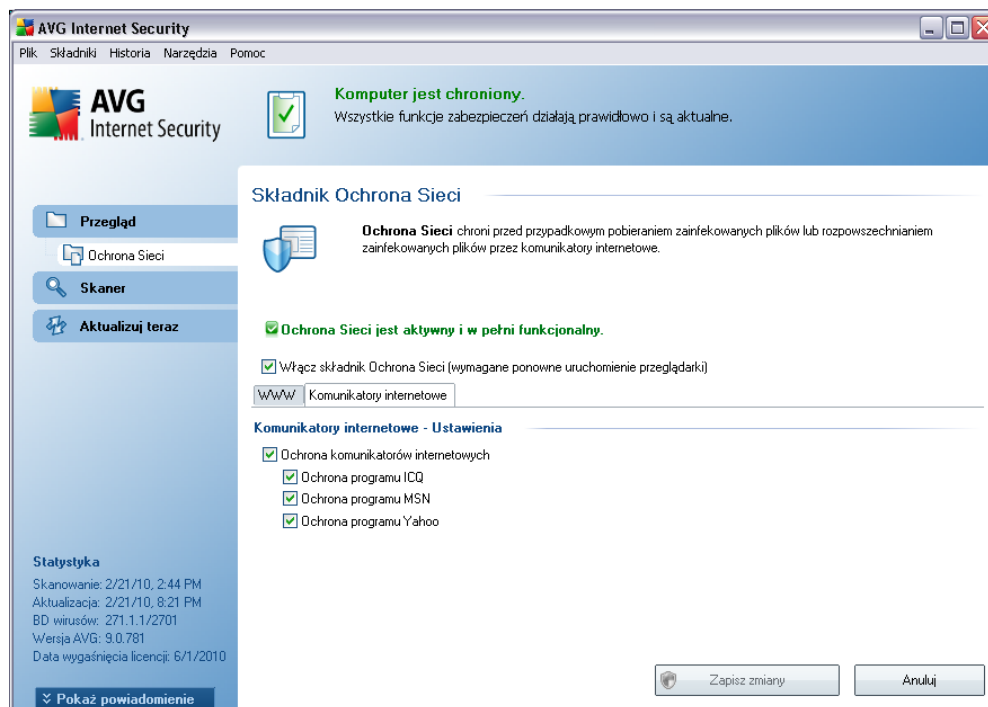 AVG Internet Security
Plik Składniki Historia Narzędzia Pomoc
AVG
Internet Security
Komputer jest chroniony.
Wszystkie funkcje zabezpieczeń działają prawidłowo i są aktualne.
Przegląd
Ochrona Sieci
Skaner
Aktualizuj teraz
Składnik Ochrona Sieci
Ochrona Sieci chroni przed przypadkowym pobieraniem zainfekowanych plików lub rozpowszechnianiem
zainfekowanych plików przez komunikatory internetowe.
Ochrona Sieci jest aktywny i w pełni funkcjonalny.
Włącz składnik Ochrona Sieci (wymagane ponowne uruchomienie przeglądarki)
WWW Komunikatory internetowe
Komunikatory internetowe - Ustawienia
Ochrona komunikatorów internetowych
Ochrona programu ICQ
Ochrona programu MSN
Ochrona programu Yahoo
Statystyka
Skanowanie: 2/21/10, 2:44 PM
Aktualizacja: 2/21/10, 8:21 PM
BD wirusów: 271.1.1/2701
Wersja AVG: 9.0.781
Data wygaśnięcia licencji: 6/1/2010
Pokaż powiadomienie
Zapisz zmiany
Anuluj